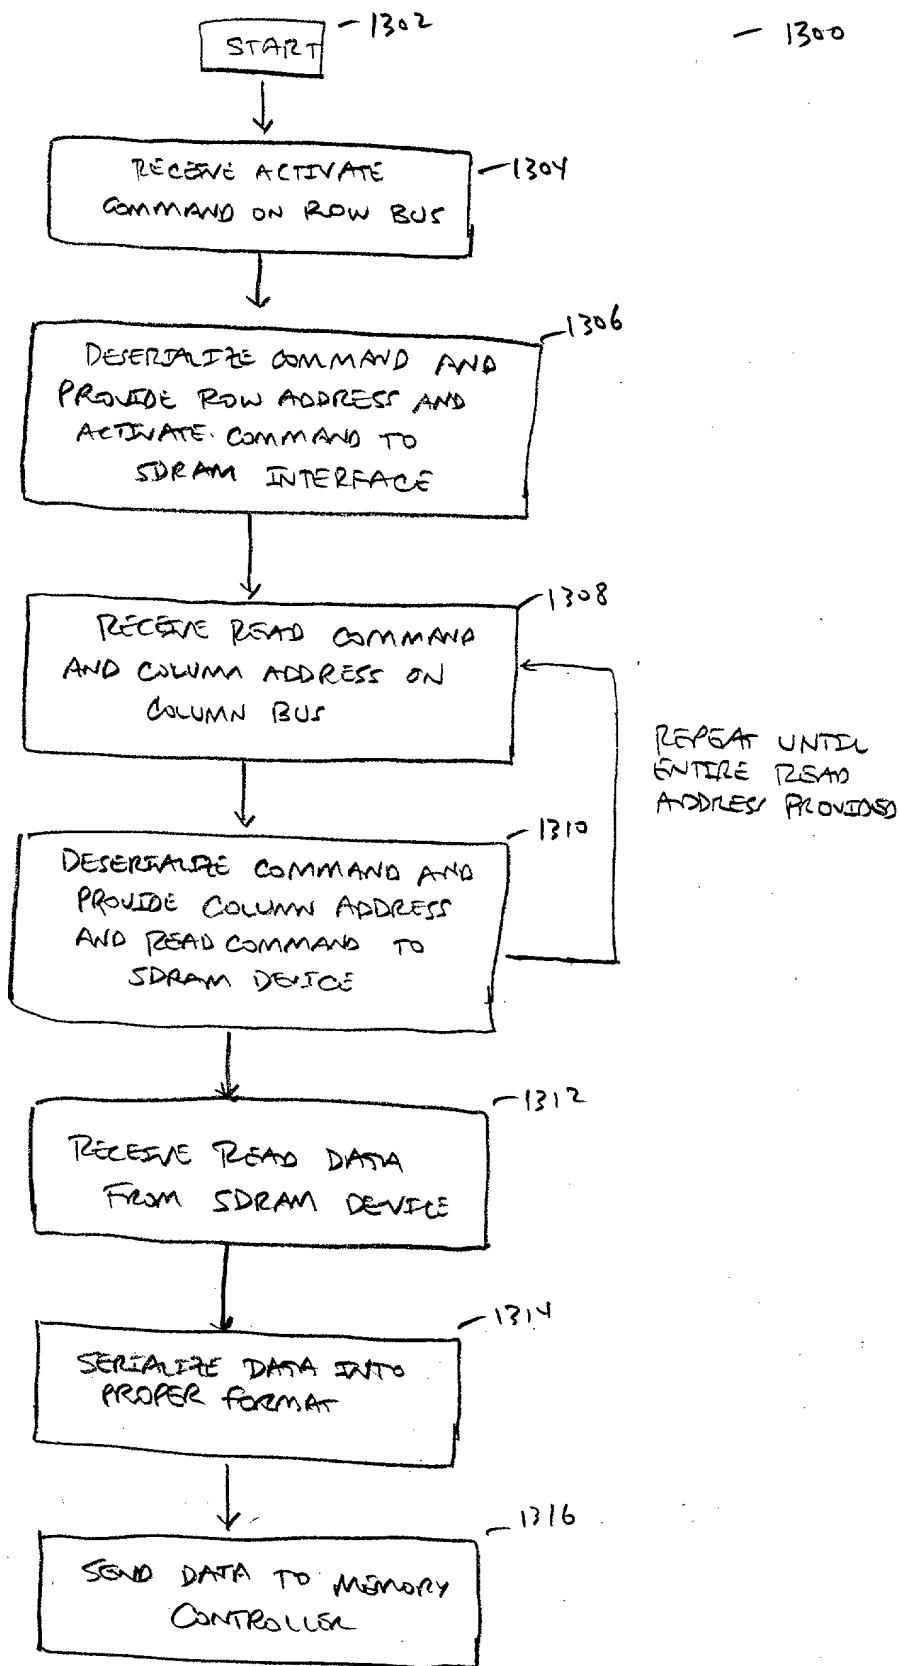 1302
1300
START
RECEIVE ACTIVATE
COMMAND ON ROW BUS
1304
1306
DESERIALIZE COMMAND AND
PROVIDE ROW ADDRESS AND
ACTIVATE COMMAND TO
SDRAM INTERFACE
1308
RECEIVE READ COMMAND
AND COLUMN ADDRESS ON
COLUMN BUS
REPEAT UNTIL
ENTIRE READ
ADDRESS PROVIDED
1310
DESERIALIZE COMMAND AND
PROVIDE COLUMN ADDRESS
AND READ COMMAND TO
SDRAM DEVICE
1312
RECEIVE READ DATA
FROM SDRAM DEVICE
1314
SERIALIZE DATA INTO
PROPER FORMAT
1316
SEND DATA TO MEMORY
CONTROLLER